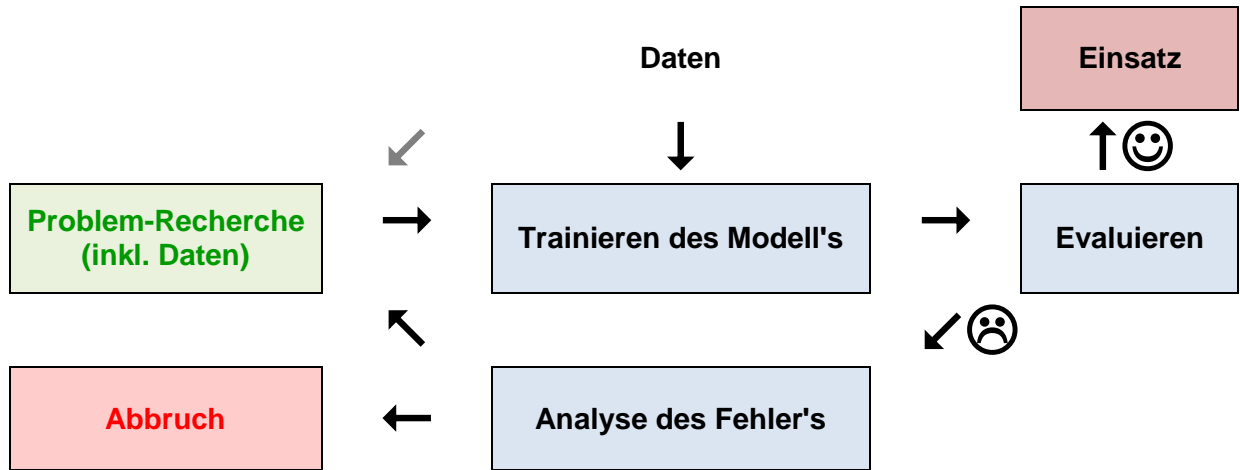 Daten
Einsatz
Problem-Recherche
(inkl. Daten)
Trainieren des Modell's
Evaluieren
Abbruch
Analyse des Fehler's